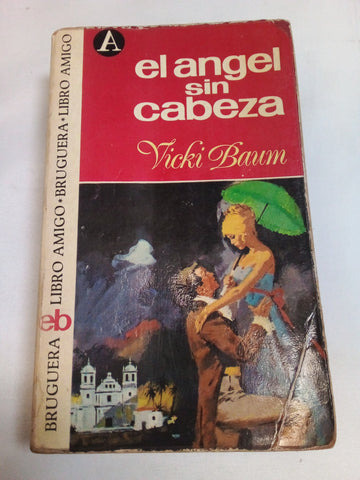 A
el angel
sin
cabeza
Vicki Baum
BRUGUERA eb LIBRO AMIGO • BRUGUERA • LIBRO AMIGO